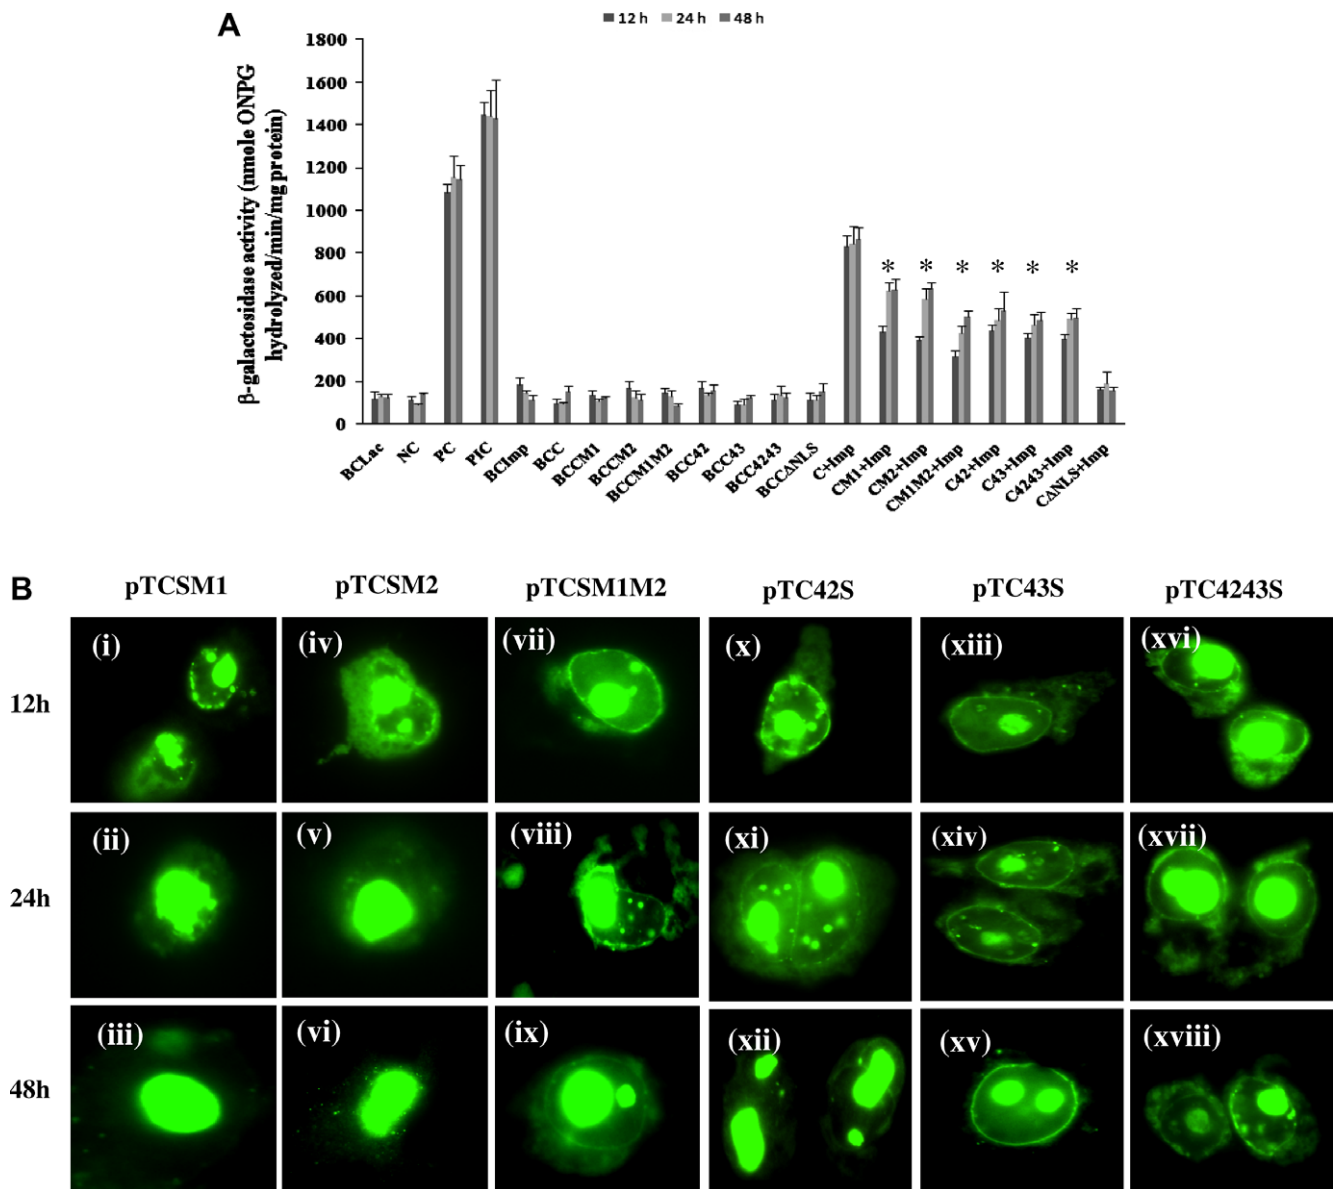 A
12 h 24 h 48 h
β-galactosidase activity (nmole ONPG
hydrolyzed/min/mg protein)
1800
1600
1400
1200
1000
800
600
400
200
0
* * * * * *
BCLac
NC
PC
PIC
BCImp
BCC
BCCM1
BCCM2
BCCM1M2
BCC42
BCC43
BCC4243
BCCΔNLS
C+Imp
CM1+Imp
CM2+Imp
CM1M2+Imp
C42+Imp
C43+Imp
C4243+Imp
CΔNLS+Imp
B
pTCSM1 pTCSM2 pTCSM1M2 pTC42S pTC43S pTC4243S
12h
(i) (iv) (vii) (x) (xiii) (xvi)
24h
(ii) (v) (viii) (xi) (xiv) (xvii)
48h
(iii) (vi) (ix) (xii) (xv) (xviii)